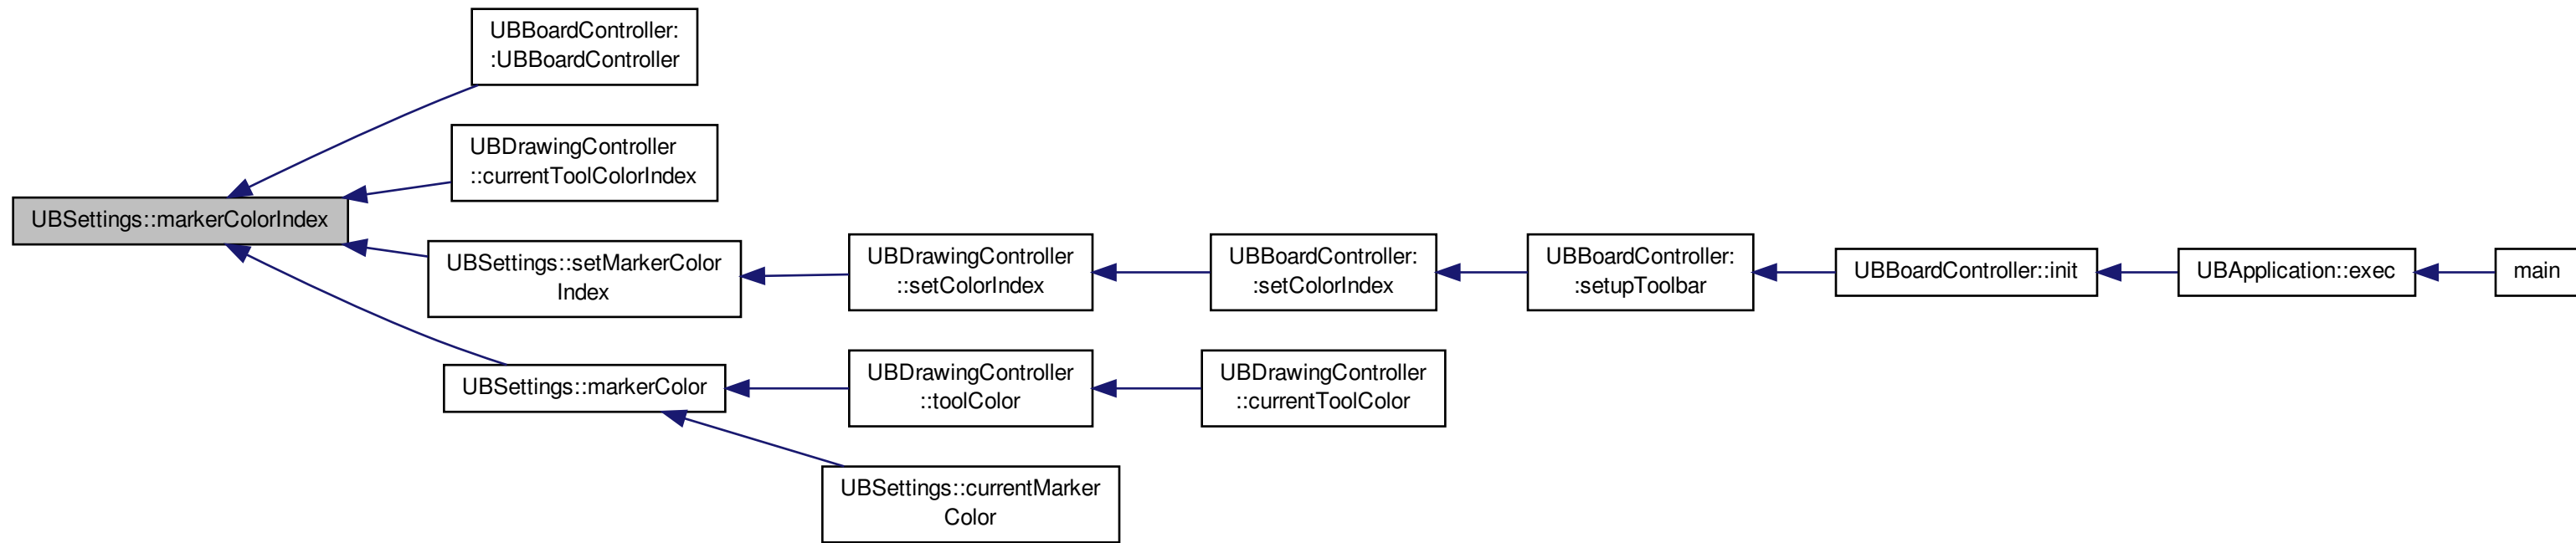 UBBoardController:
:UBBoardController
UBDrawingController
::currentToolColorIndex
UBSettings::markerColorIndex
UBSettings::setMarkerColor
Index
UBDrawingController
::setColorIndex
UBBoardController:
:setColorIndex
UBBoardController:
:setupToolbar
UBBoardController::init
UBApplication::exec
main
UBSettings::markerColor
UBDrawingController
::toolColor
UBDrawingController
::currentToolColor
UBSettings::currentMarker
Color